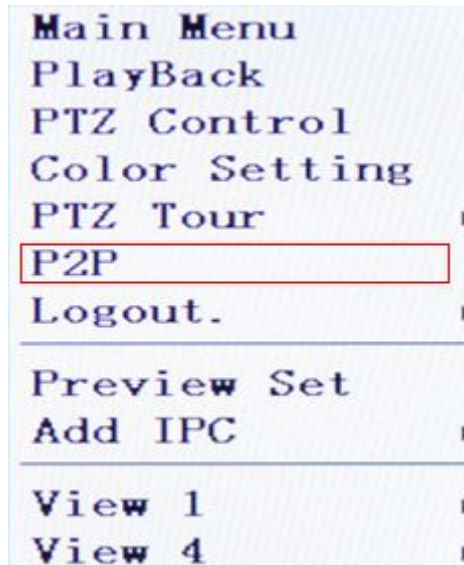 Main Menu
PlayBack
PTZ Control
Color Setting
PTZ Tour
P2P
Logout.
Preview Set
Add IPC
View 1
View 4